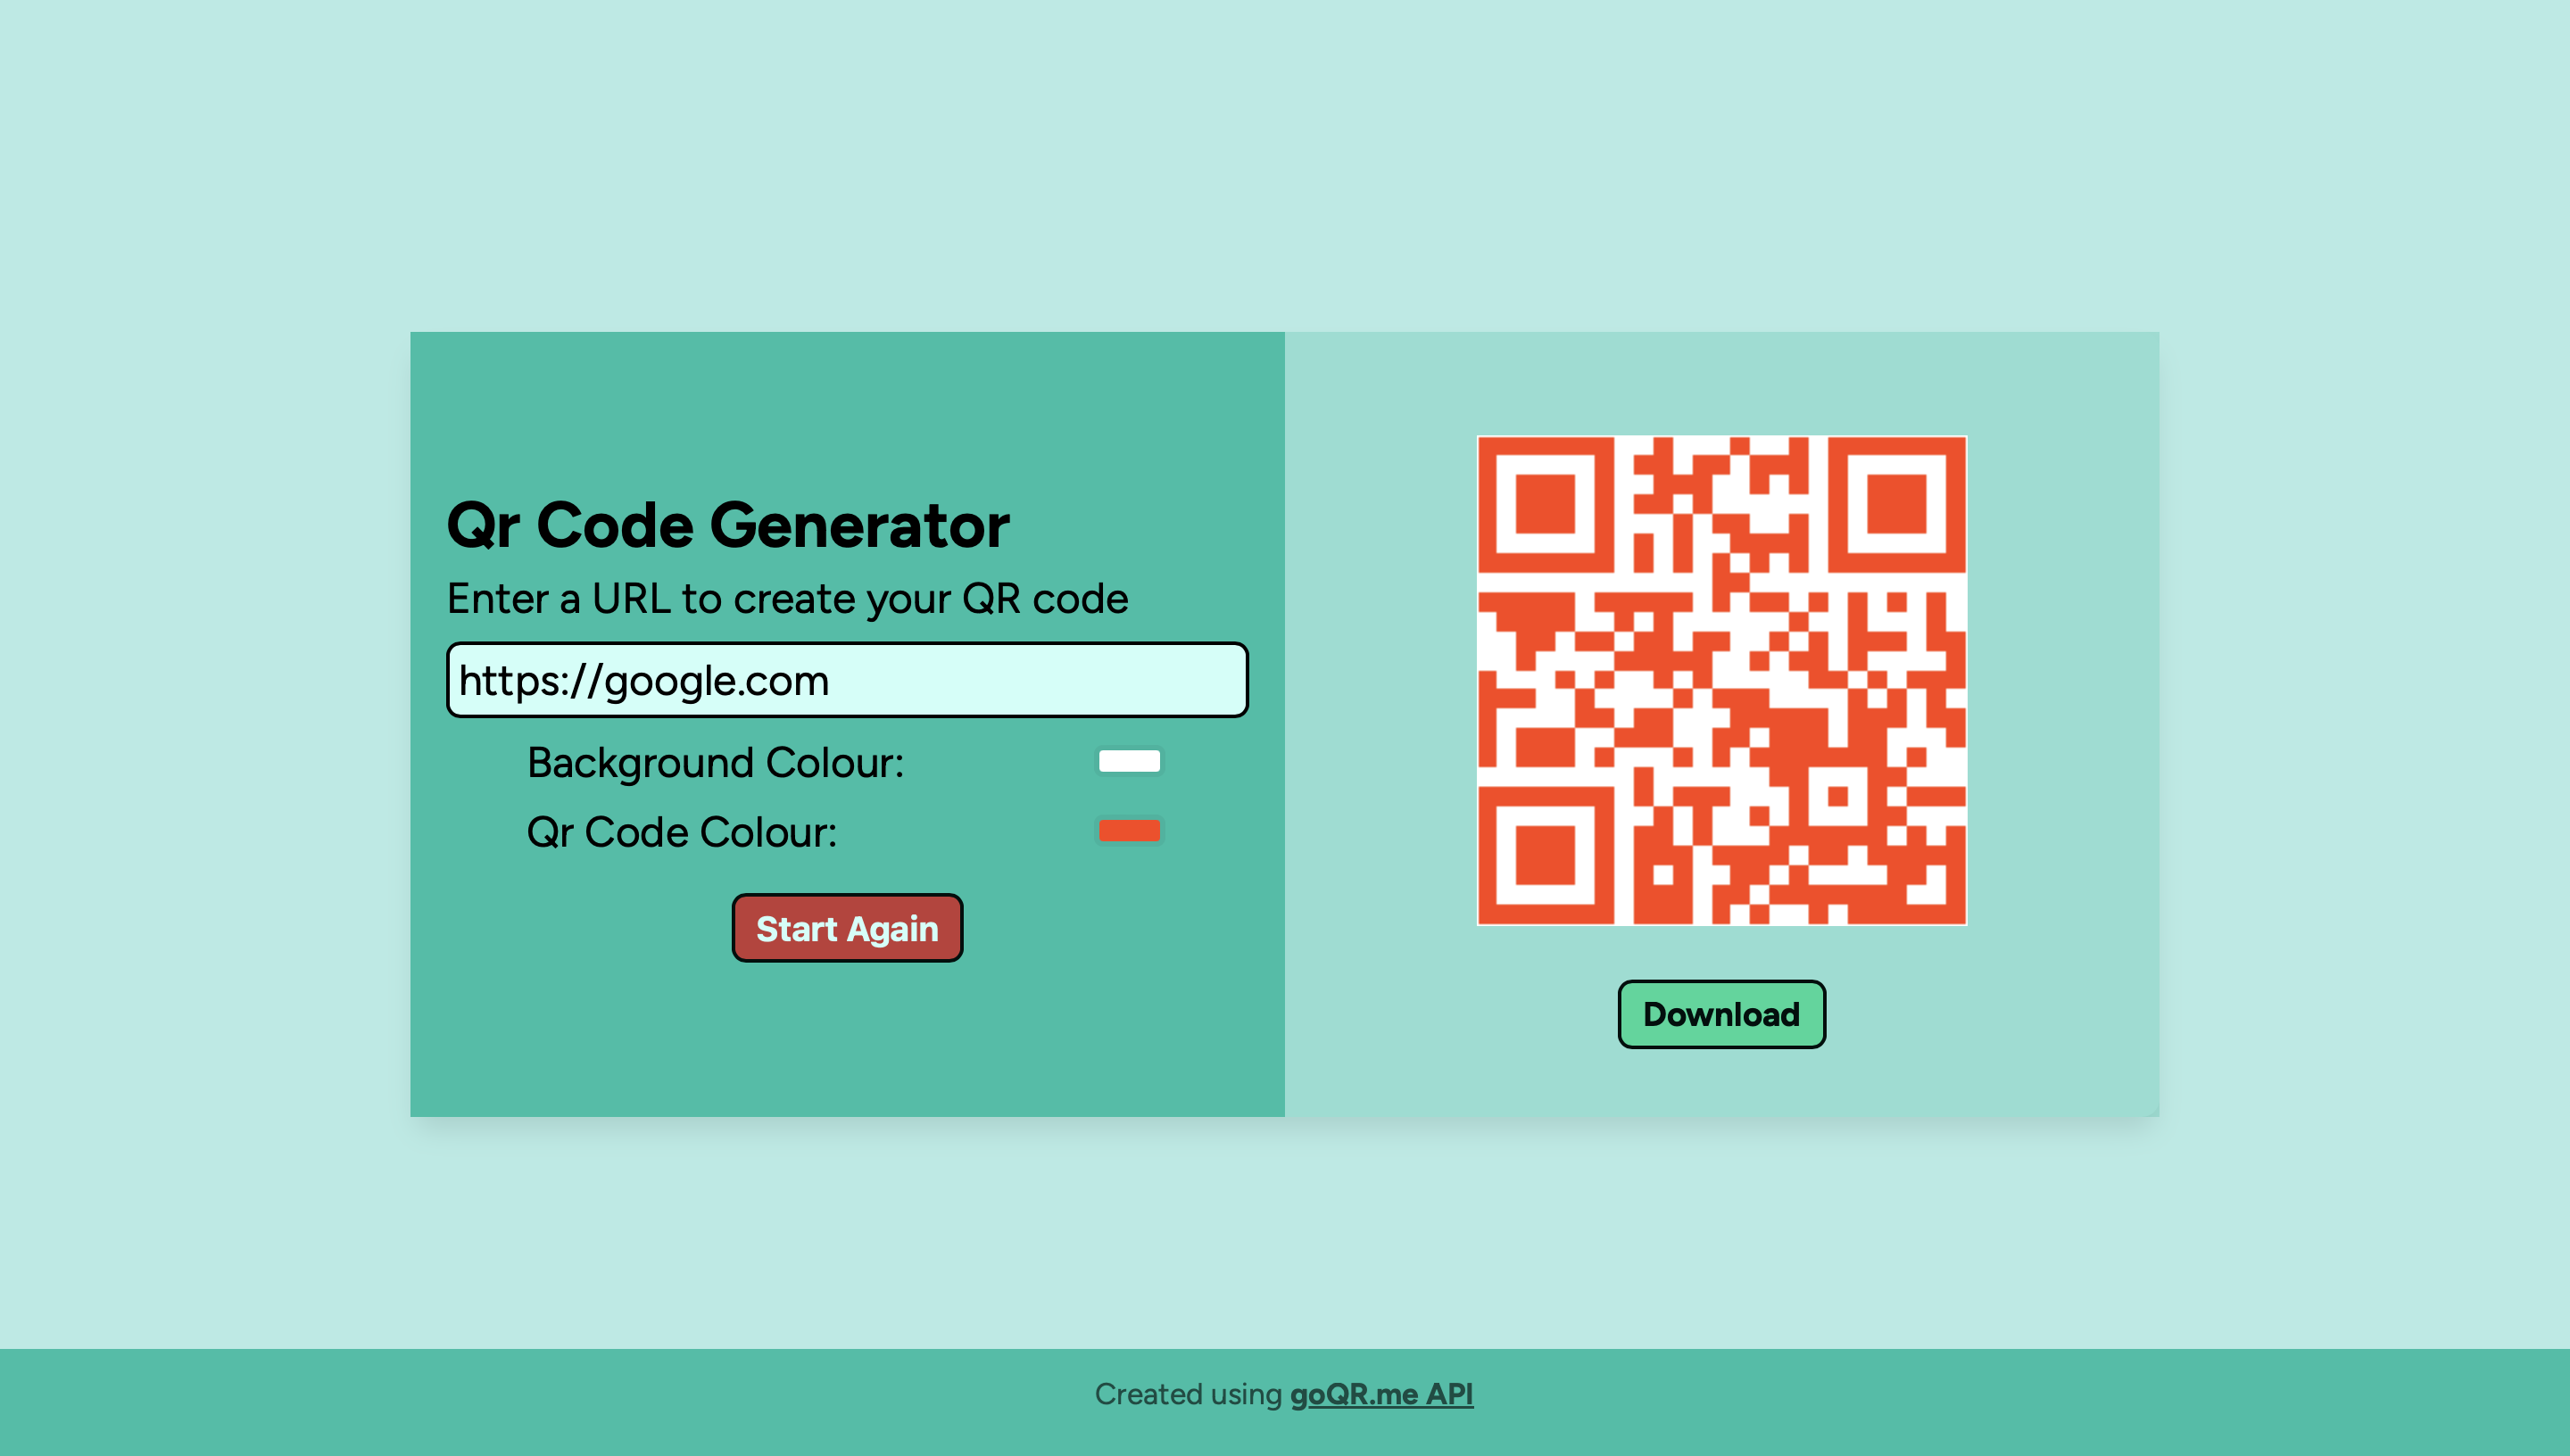 Qr Code Generator
Enter a URL to create your QR code
https://google.com
Background Colour:
Qr Code Colour:
Start Again
Download
Created using goQR.me API